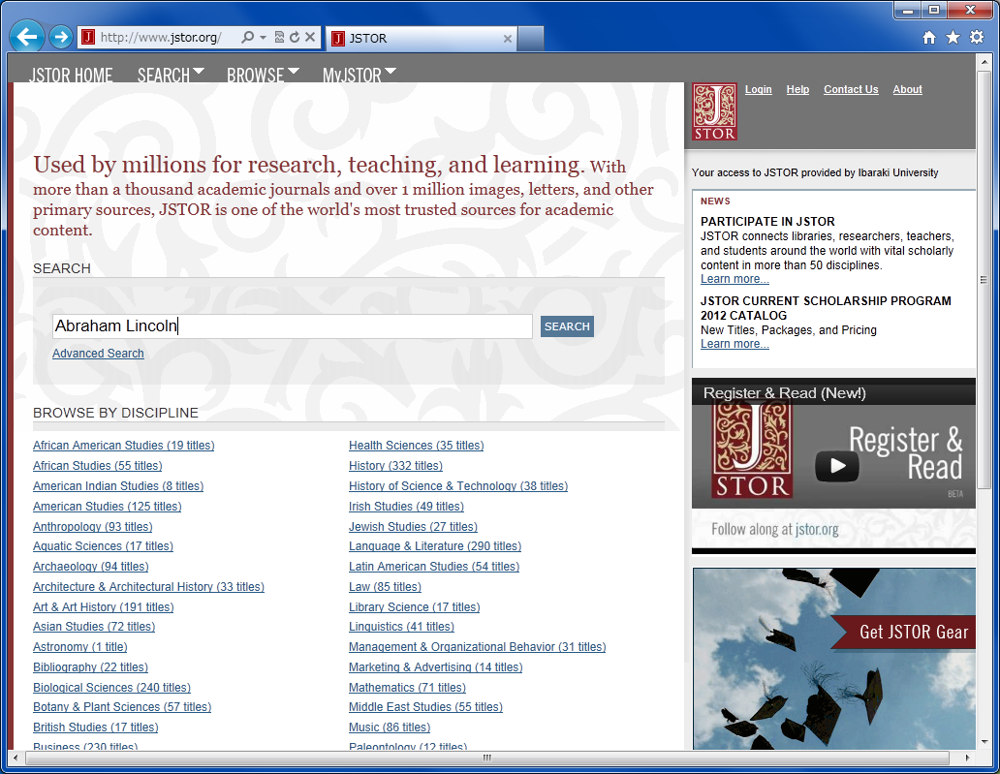 http://www.jstor.org/
JSTOR
JSTOR HOME SEARCH BROWSE MyJSTOR
J
STOR
Login Help Contact Us About
Used by millions for research, teaching, and learning. With
more than a thousand academic journals and over 1 million images, letters, and other
primary sources, JSTOR is one of the world's most trusted sources for academic
content.
SEARCH
Abraham Lincoln
SEARCH
Advanced Search
BROWSE BY DISCIPLINE
African American Studies (19 titles)
African Studies (55 titles)
American Indian Studies (8 titles)
American Studies (125 titles)
Anthropology (93 titles)
Aquatic Sciences (17 titles)
Archaeology (94 titles)
Architecture & Architectural History (33 titles)
Art & Art History (191 titles)
Asian Studies (72 titles)
Astronomy (1 title)
Bibliography (22 titles)
Biological Sciences (240 titles)
Botany & Plant Sciences (57 titles)
British Studies (17 titles)
Business (230 titles)
Health Sciences (35 titles)
History (332 titles)
History of Science & Technology (38 titles)
Irish Studies (49 titles)
Jewish Studies (27 titles)
Language & Literature (290 titles)
Latin American Studies (54 titles)
Law (85 titles)
Library Science (17 titles)
Linguistics (41 titles)
Management & Organizational Behavior (31 titles)
Marketing & Advertising (14 titles)
Mathematics (71 titles)
Middle East Studies (55 titles)
Music (86 titles)
Paleontology (12 titles)
Your access to JSTOR provided by Ibaraki University
NEWS
PARTICIPATE IN JSTOR
JSTOR connects libraries, researchers, teachers,
and students around the world with vital scholarly
content in more than 50 disciplines.
Learn more...
JSTOR CURRENT SCHOLARSHIP PROGRAM
2012 CATALOG
New Titles, Packages, and Pricing
Learn more...
Register & Read (New!)
J
STOR
Register &
Read
BETA
Follow along at jstor.org
Get JSTOR Gear